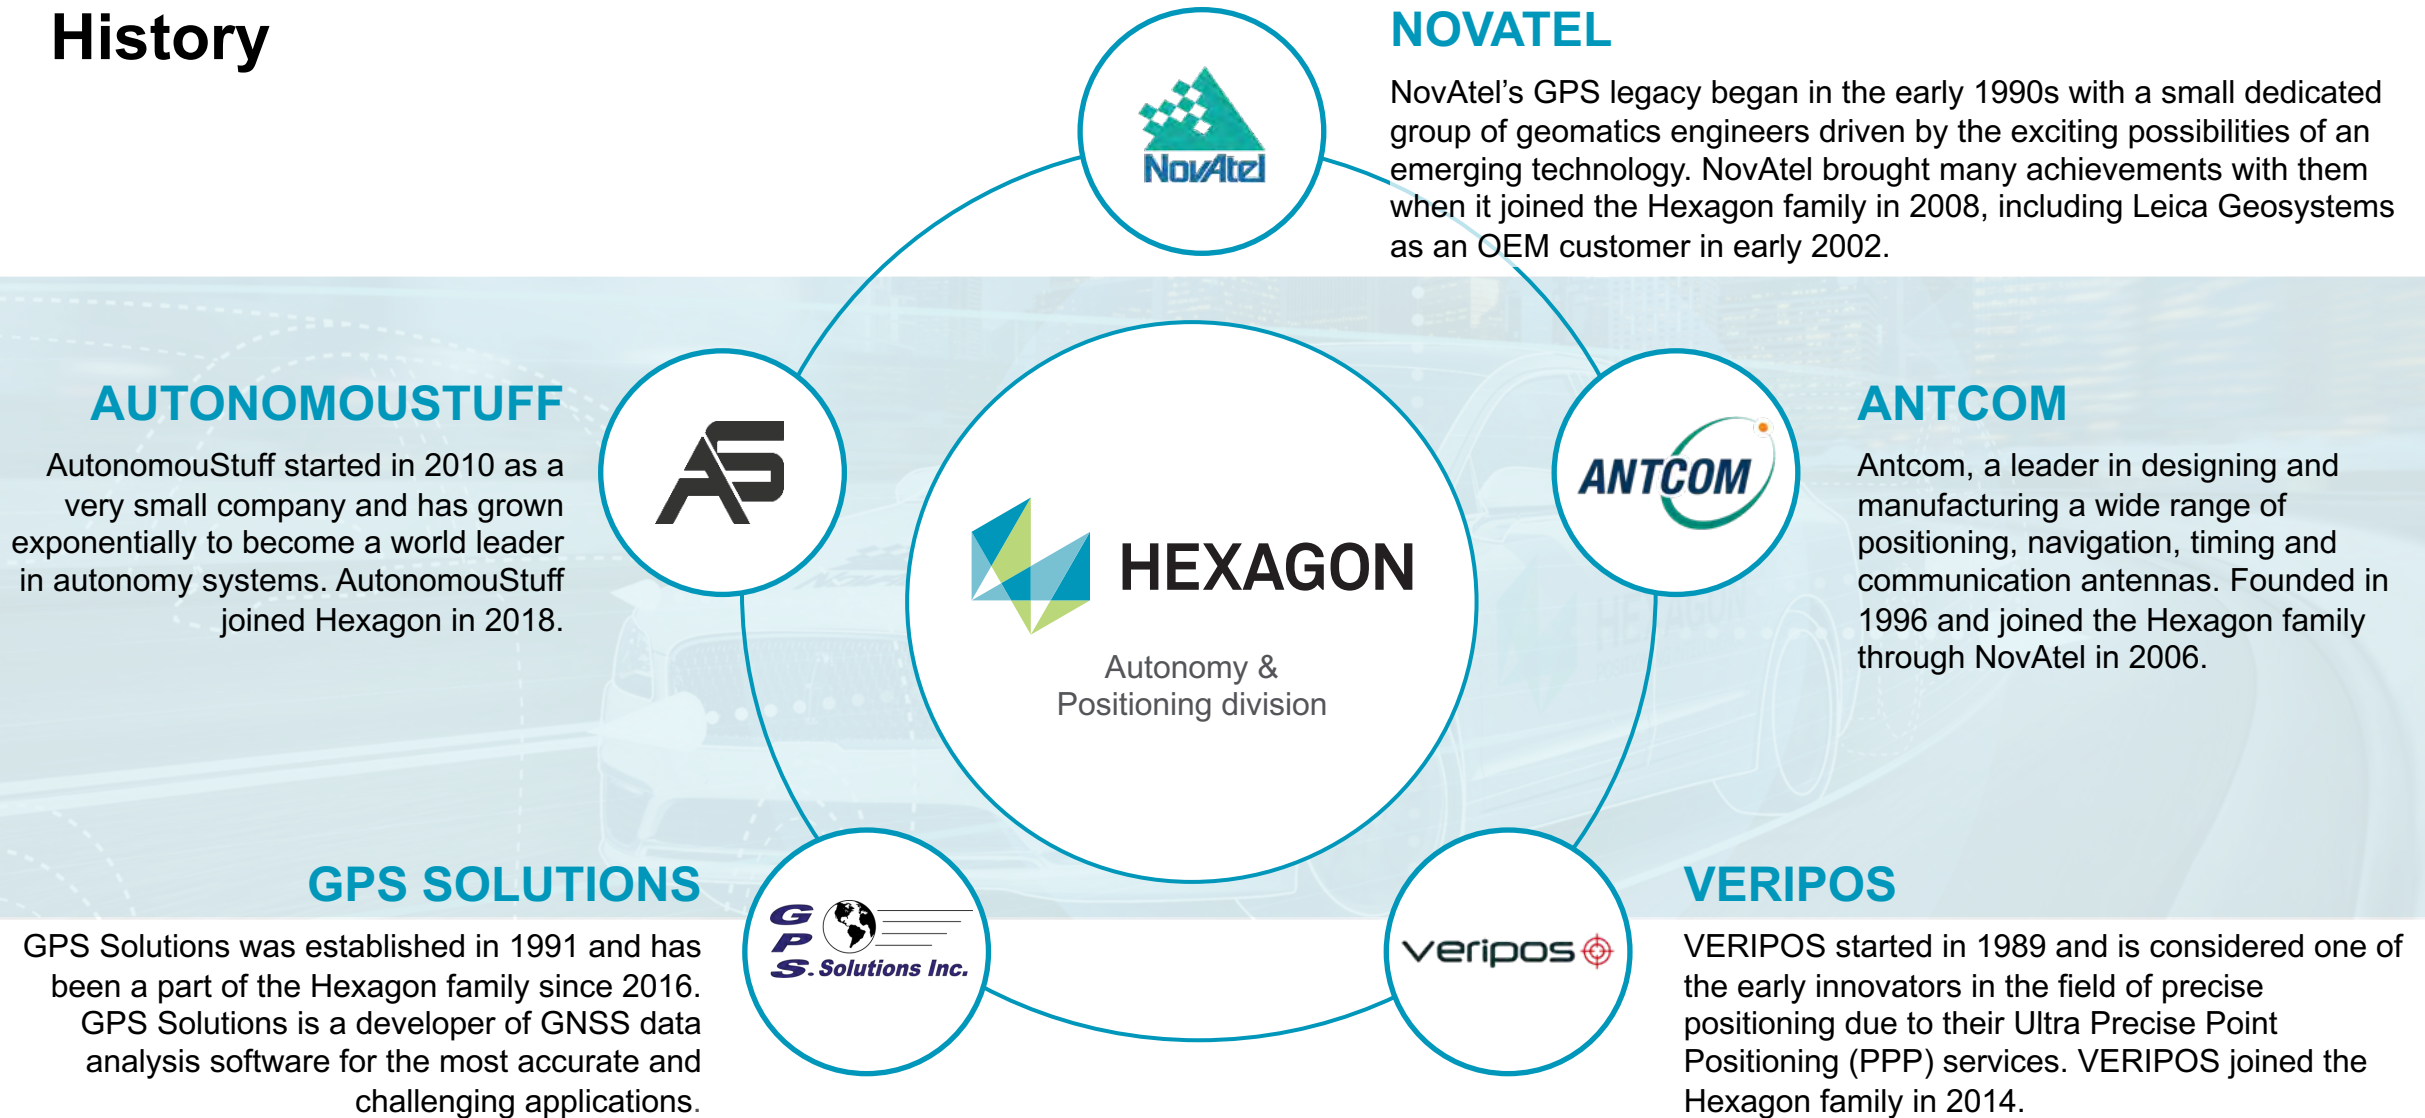 History
NOVATEL
NovAtel’s GPS legacy began in the early 1990s with a small dedicated
group of geomatics engineers driven by the exciting possibilities of an
emerging technology. NovAtel brought many achievements with them
when it joined the Hexagon family in 2008, including Leica Geosystems
as an OEM customer in early 2002.
NovAtel
AUTONOMOUSTUFF
AutonomouStuff started in 2010 as a
very small company and has grown
exponentially to become a world leader
in autonomy systems. AutonomouStuff
joined Hexagon in 2018.
AS
HEXAGON
Autonomy &
Positioning division
ANTCOM
ANTCOM
Antcom, a leader in designing and
manufacturing a wide range of
positioning, navigation, timing and
communication antennas. Founded in
1996 and joined the Hexagon family
through NovAtel in 2006.
GPS SOLUTIONS
GPS Solutions was established in 1991 and has
been a part of the Hexagon family since 2016.
GPS Solutions is a developer of GNSS data
analysis software for the most accurate and
challenging applications.
G
P
S. Solutions Inc.
veripos
VERIPOS
VERIPOS started in 1989 and is considered one of
the early innovators in the field of precise
positioning due to their Ultra Precise Point
Positioning (PPP) services. VERIPOS joined the
Hexagon family in 2014.